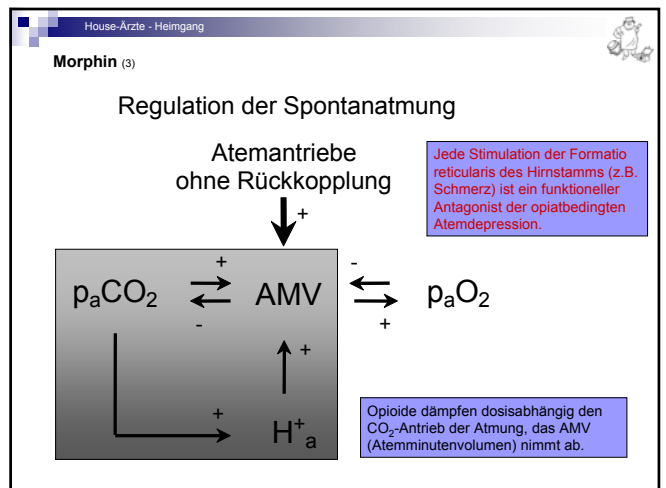 House-Ärzte - Heimgang
Morphin (3)
Regulation der Spontanatmung
Atemantriebe
ohne Rückkopplung
Jede Stimulation der Formatio
reticularis des Hirnstamms (z.B.
Schmerz) ist ein funktioneller
Antagonist der opiatbedingten
Atemdepression.
+
+ -
pₐCO₂ AMV pₐO₂
- +
+
+
H⁺ₐ
Opioide dämpfen dosisabhängig den
CO₂-Antrieb der Atmung, das AMV
(Atemminutenvolumen) nimmt ab.